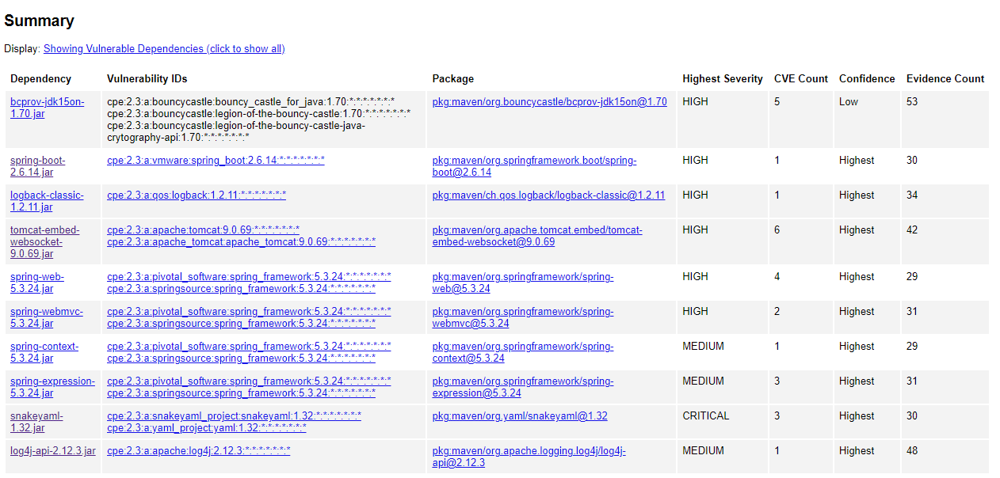 Summary
Display: Showing Vulnerable Dependencies (click to show all)
Dependency Vulnerability IDs Package Highest Severity CVE Count Confidence Evidence Count
bcprov-jdk15on- cpe:2.3:a:bouncycastle:bouncy_castle_for_java:1.70:*:*:*:*:*:*:* pkg:maven/org.bouncycastle/bcprov-jdk15on@1.70 HIGH 5 Low 53
1.70.jar cpe:2.3:a:bouncycastle:legion-of-the-bouncy-castle:1.70:*:*:*:*:*:*:*
cpe:2.3:a:bouncycastle:legion-of-the-bouncy-castle-java-
crytography-api:1.70:*:*:*:*:*:*:*
spring-boot- cpe:2.3:a:vmware:spring_boot:2.6.14:*:*:*:*:*:*:* pkg:maven/org.springframework.boot/spring- HIGH 1 Highest 30
2.6.14.jar boot@2.6.14
logback-classic- cpe:2.3:a:qos:logback:1.2.11:*:*:*:*:*:*:* pkg:maven/ch.qos.logback/logback-classic@1.2.11 HIGH 1 Highest 34
1.2.11.jar
tomcat-embed- cpe:2.3:a:apache:tomcat:9.0.69:*:*:*:*:*:*:* pkg:maven/org.apache.tomcat.embed/tomcat- HIGH 6 Highest 42
websocket- cpe:2.3:a:apache_tomcat:apache_tomcat:9.0.69:*:*:*:*:*:*:* embed-websocket@9.0.69
9.0.69.jar
spring-web- cpe:2.3:a:pivotal_software:spring_framework:5.3.24:*:*:*:*:*:*:* pkg:maven/org.springframework/spring- HIGH 4 Highest 29
5.3.24.jar cpe:2.3:a:springsource:spring_framework:5.3.24:*:*:*:*:*:*:* web@5.3.24
spring-webmvc- cpe:2.3:a:pivotal_software:spring_framework:5.3.24:*:*:*:*:*:*:* pkg:maven/org.springframework/spring- HIGH 2 Highest 31
5.3.24.jar cpe:2.3:a:springsource:spring_framework:5.3.24:*:*:*:*:*:*:* webmvc@5.3.24
spring-context- cpe:2.3:a:pivotal_software:spring_framework:5.3.24:*:*:*:*:*:*:* pkg:maven/org.springframework/spring- MEDIUM 1 Highest 29
5.3.24.jar cpe:2.3:a:springsource:spring_framework:5.3.24:*:*:*:*:*:*:* context@5.3.24
spring-expression- cpe:2.3:a:pivotal_software:spring_framework:5.3.24:*:*:*:*:*:*:* pkg:maven/org.springframework/spring- MEDIUM 3 Highest 31
5.3.24.jar cpe:2.3:a:springsource:spring_framework:5.3.24:*:*:*:*:*:*:* expression@5.3.24
snakeyaml- cpe:2.3:a:snakeyaml_project:snakeyaml:1.32:*:*:*:*:*:*:* pkg:maven/org.yaml/snakeyaml@1.32 CRITICAL 3 Highest 30
1.32.jar cpe:2.3:a:yaml_project:yaml:1.32:*:*:*:*:*:*:*
log4j-api-2.12.3.jar cpe:2.3:a:apache:log4j:2.12.3:*:*:*:*:*:*:* pkg:maven/org.apache.logging.log4j/log4j- MEDIUM 1 Highest 48
api@2.12.3